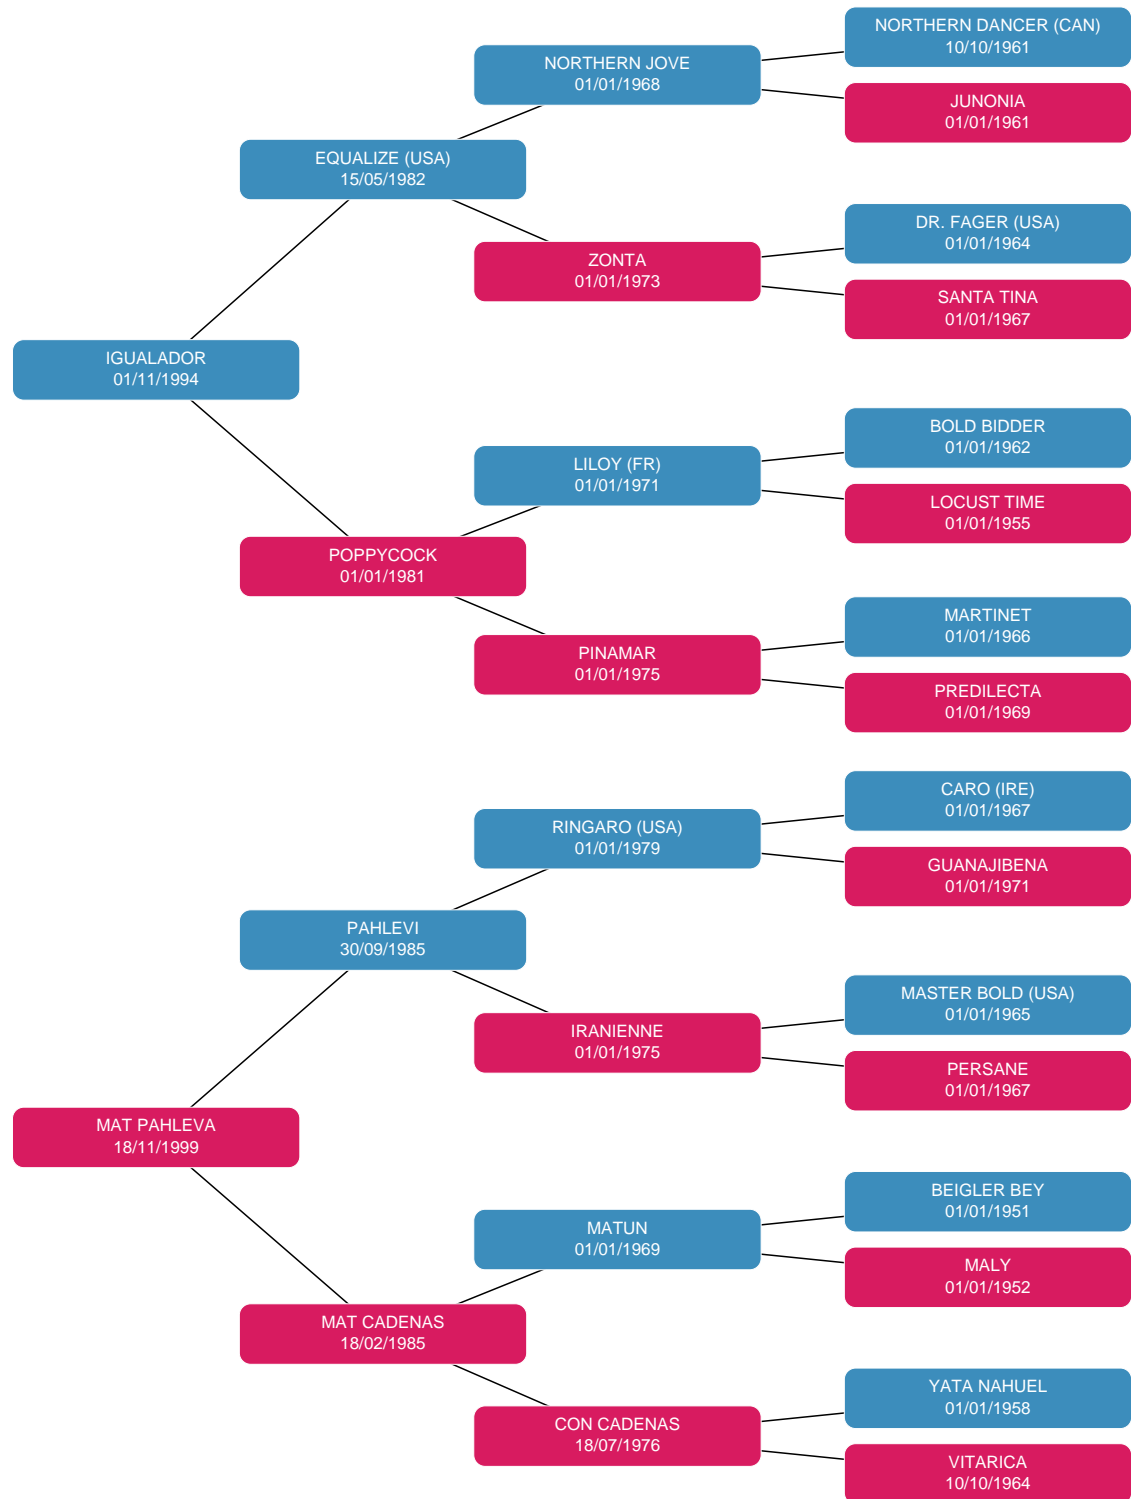 NORTHERN DANCER (CAN)
10/10/1961
NORTHERN JOVE
01/01/1968
JUNONIA
01/01/1961
EQUALIZE (USA)
15/05/1982
DR. FAGER (USA)
01/01/1964
ZONTA
01/01/1973
SANTA TINA
01/01/1967
IGUALADOR
01/11/1994
BOLD BIDDER
01/01/1962
LILOY (FR)
01/01/1971
LOCUST TIME
01/01/1955
POPPYCOCK
01/01/1981
MARTINET
01/01/1966
PINAMAR
01/01/1975
PREDILECTA
01/01/1969
CARO (IRE)
01/01/1967
RINGARO (USA)
01/01/1979
GUANAJIBENA
01/01/1971
PAHLEVI
30/09/1985
MASTER BOLD (USA)
01/01/1965
IRANIENNE
01/01/1975
PERSANE
01/01/1967
MAT PAHLEVA
18/11/1999
BEIGLER BEY
01/01/1951
MATUN
01/01/1969
MALY
01/01/1952
MAT CADENAS
18/02/1985
YATA NAHUEL
01/01/1958
CON CADENAS
18/07/1976
VITARICA
10/10/1964